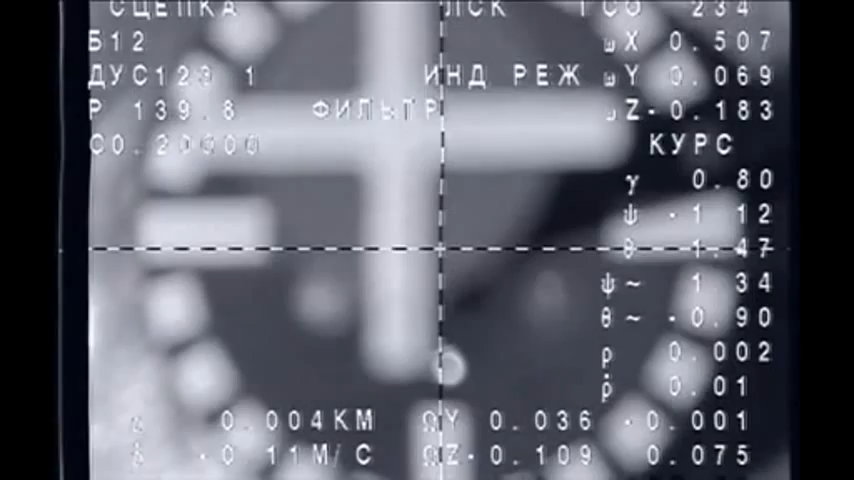 СЦЕПКА ЛСК ГСО 234
Б12 ωX 0.507
ДУС123 1 ИНД РЕЖ ωY 0.069
Р 139.8 ФИЛЬТР ωZ-0.183
С0.20000 КУРС
γ 0.80
ψ -1.12
θ 1.47
ψ~ 1.34
θ~ -0.90
ρ 0.002
ρ̇ 0.01
0.004КМ ΩY 0.036 -0.001
-0.11М/С ΩZ-0.109 0.075